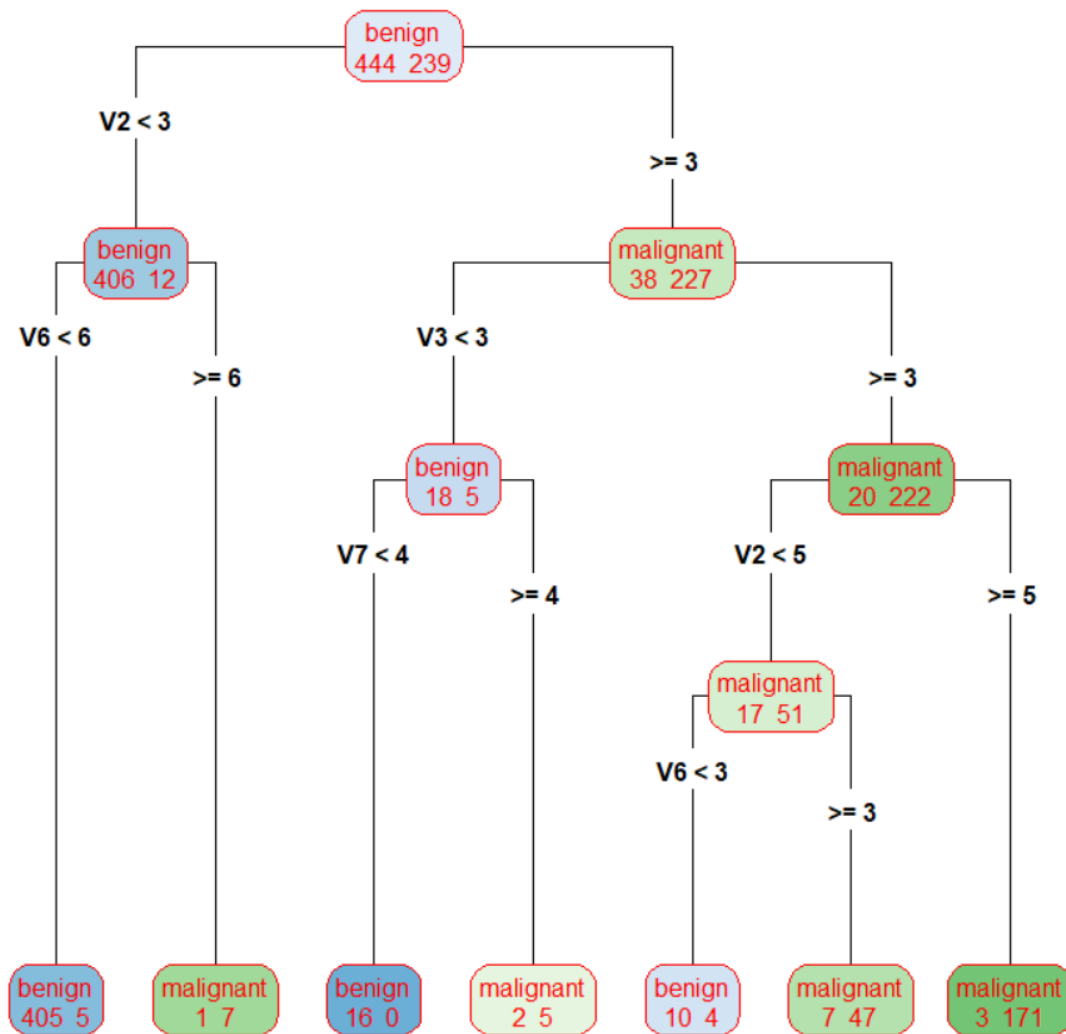 benign
444 239
V2 < 3
>= 3
benign
406 12
malignant
38 227
V6 < 6
>= 6
V3 < 3
>= 3
benign
18 5
malignant
20 222
V7 < 4
>= 4
V2 < 5
>= 5
malignant
17 51
V6 < 3
>= 3
benign
405 5
malignant
1 7
benign
16 0
malignant
2 5
benign
10 4
malignant
7 47
malignant
3 171